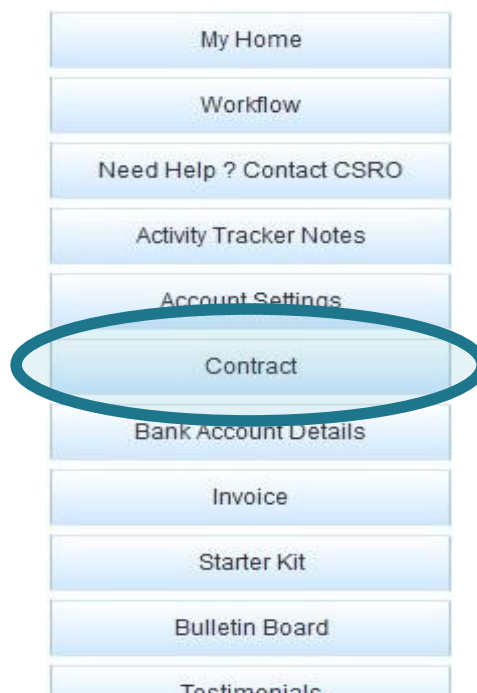 My Home
Workflow
Need Help ? Contact CSRO
Activity Tracker Notes
Account Settings
Contract
Bank Account Details
Invoice
Starter Kit
Bulletin Board
Testimonials